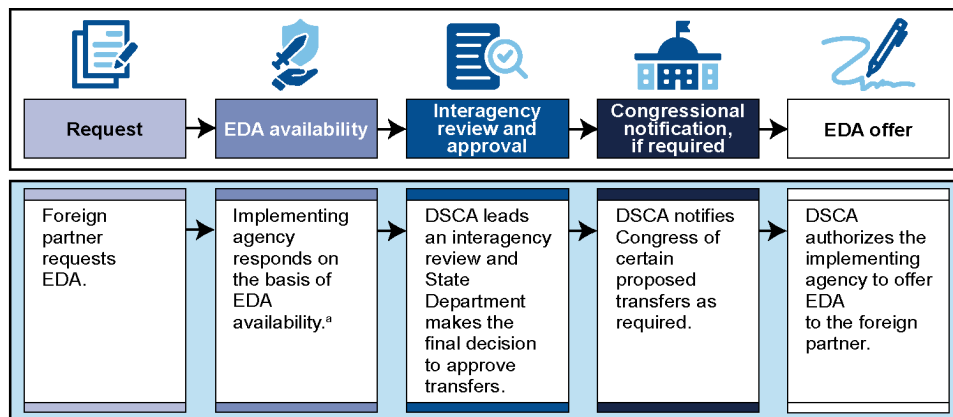 Request
EDA availability
Interagency
review and
approval
Congressional
notification,
if required
EDA offer
Foreign
partner
requests
EDA.
Implementing
agency
responds on
the basis of
EDA
availability.ᵃ
DSCA leads
an interagency
review and
State
Department
makes the
final decision
to approve
transfers.
DSCA notifies
Congress of
certain
proposed
transfers as
required.
DSCA
authorizes the
implementing
agency to offer
EDA
to the foreign
partner.